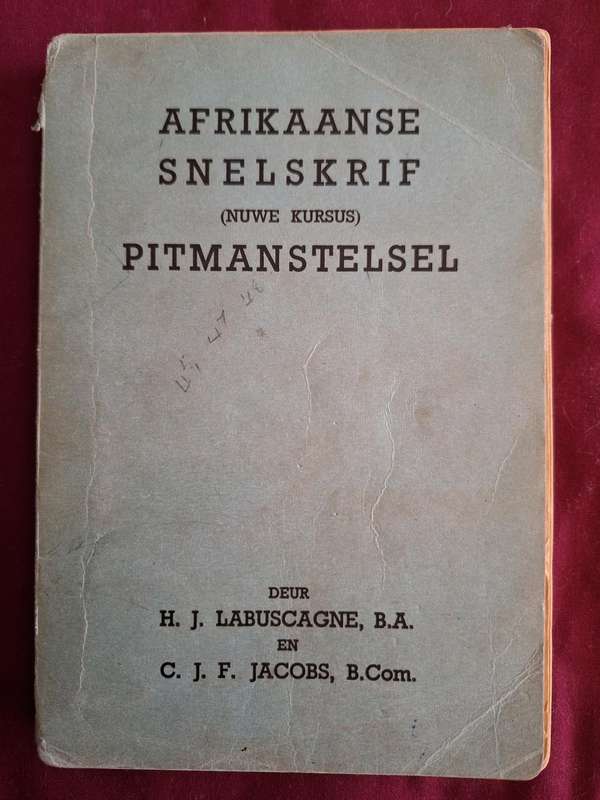 AFRIKAANSE
SNELSKRIF
(NUWE KURSUS)
PITMANSTELSEL
DEUR
H. J. LABUSCAGNE, B.A.
EN
C. J. F. JACOBS, B.Com.